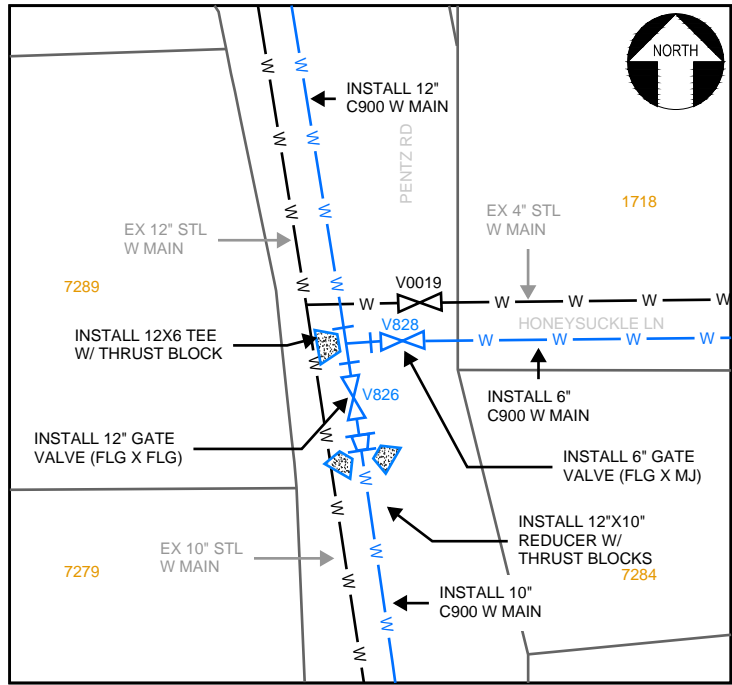 NORTH
INSTALL 12"
C900 W MAIN
PENTZ RD
1718
EX 12" STL
W MAIN
EX 4" STL
W MAIN
7289
V0019
W W W W W
HONEYSUCKLE LN
V828
W W W W
INSTALL 12X6 TEE
W/ THRUST BLOCK
V826
INSTALL 6"
C900 W MAIN
INSTALL 12" GATE
VALVE (FLG X FLG)
INSTALL 6" GATE
VALVE (FLG X MJ)
INSTALL 12"X10"
REDUCER W/
THRUST BLOCKS
EX 10" STL
W MAIN
7279
7284
INSTALL 10"
C900 W MAIN
W W W W W W W W W
W W W W W W W